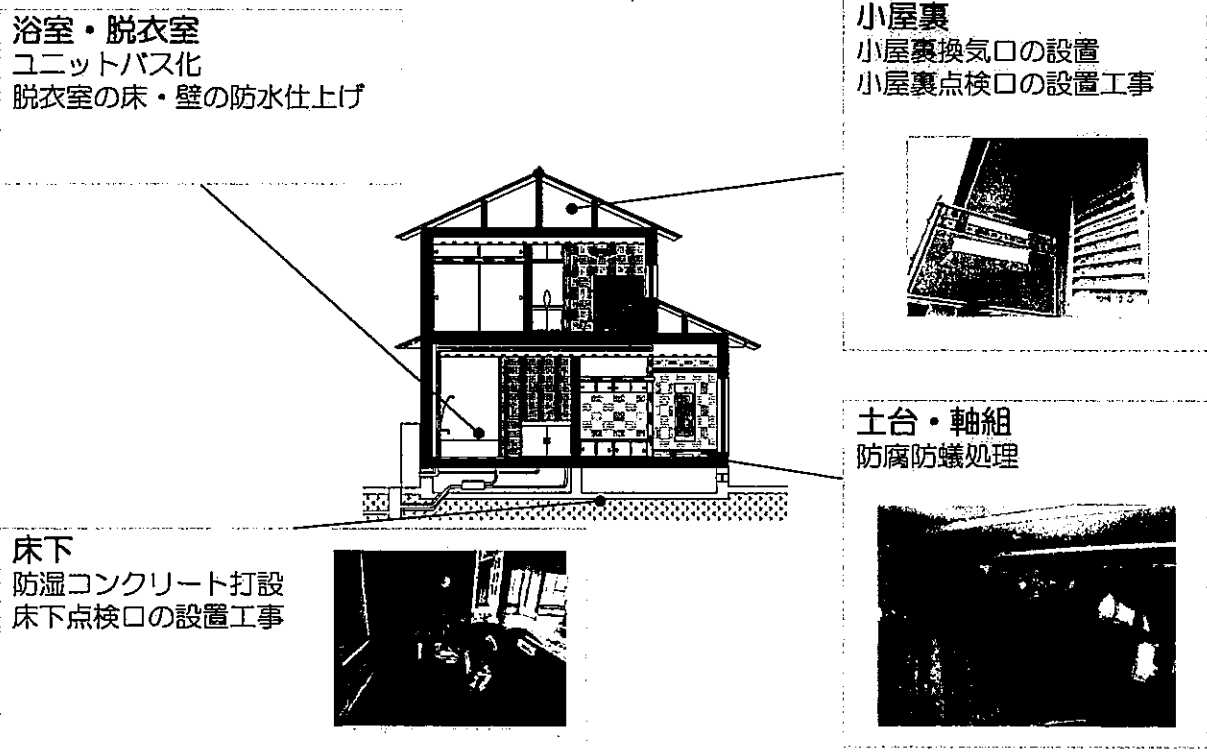 浴室・脱衣室
ユニットバス化
脱衣室の床・壁の防水仕上げ
小屋裏
小屋裏換気口の設置
小屋裏点検口の設置工事
土台・軸組
防腐防蟻処理
床下
防湿コンクリート打設
床下点検口の設置工事